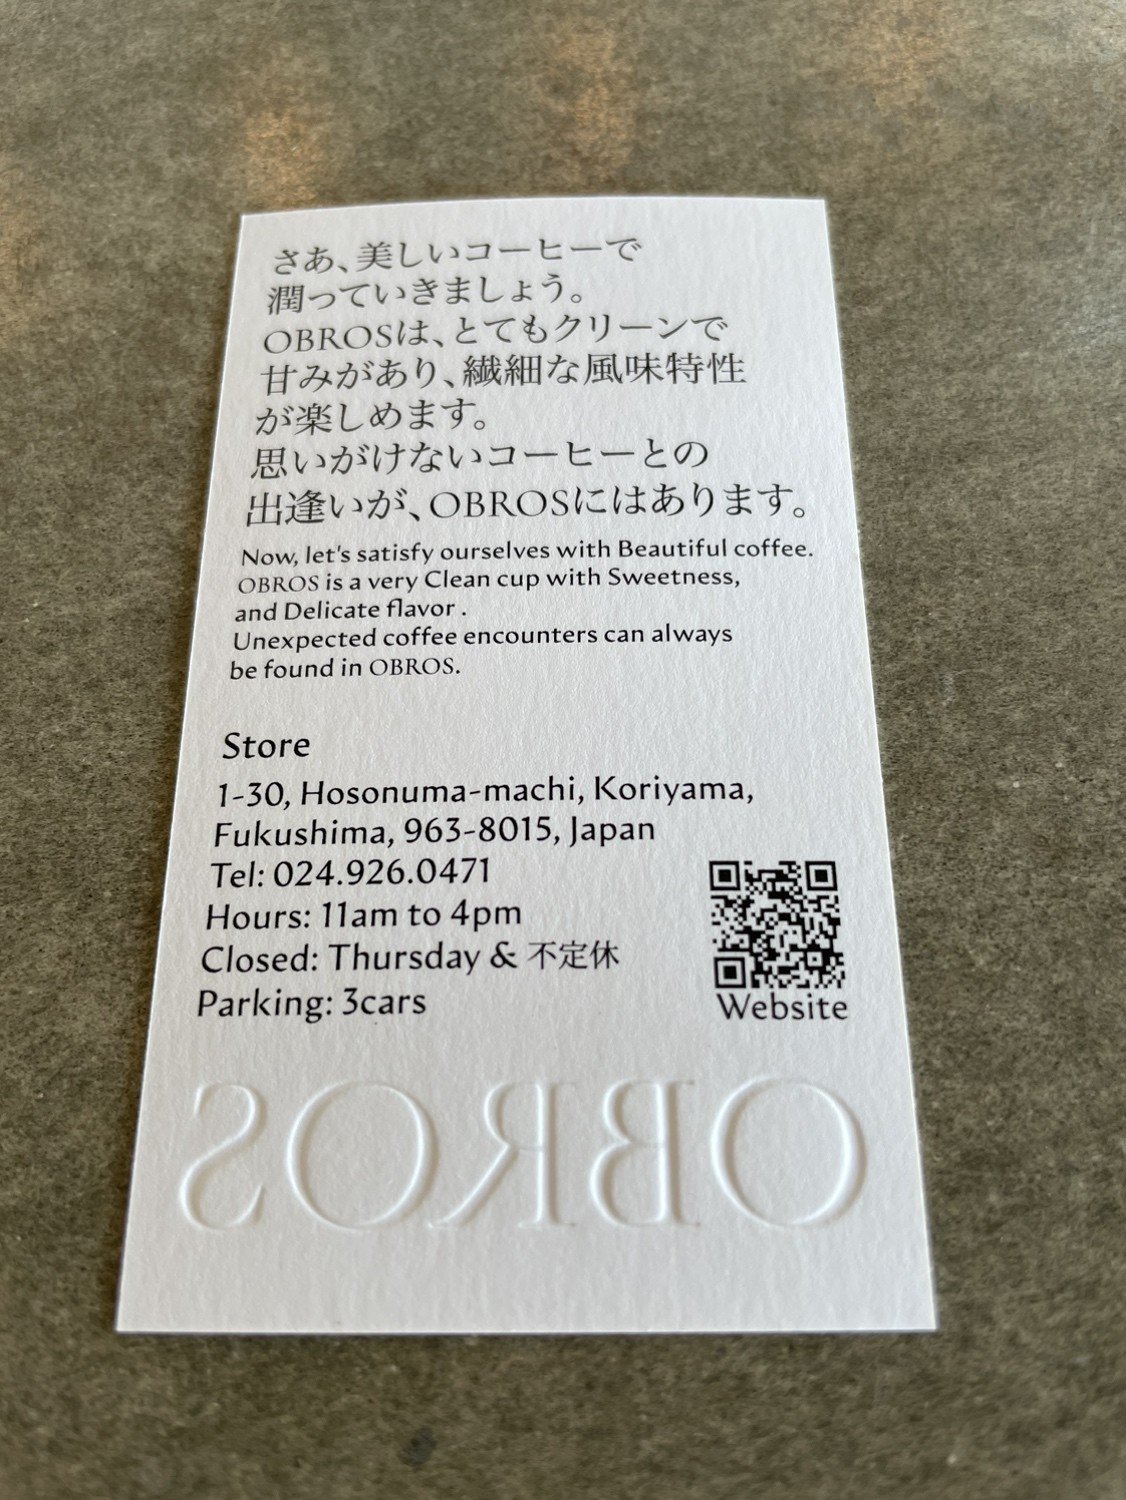 さあ、美しいコーヒーで
潤っていきましょう。
OBROSは、とてもクリーンで
甘みがあり、繊細な風味特性
が楽しめます。
思いがけないコーヒーとの
出逢いが、OBROSにはあります。
Now, let's satisfy ourselves with Beautiful coffee.
OBROS is a very Clean cup with Sweetness,
and Delicate flavor .
Unexpected coffee encounters can always
be found in OBROS.
Store
1-30, Hosonuma-machi, Koriyama,
Fukushima, 963-8015, Japan
Tel: 024.926.0471
Hours: 11am to 4pm
Closed: Thursday & 不定休
Parking: 3cars
Website
OBROS